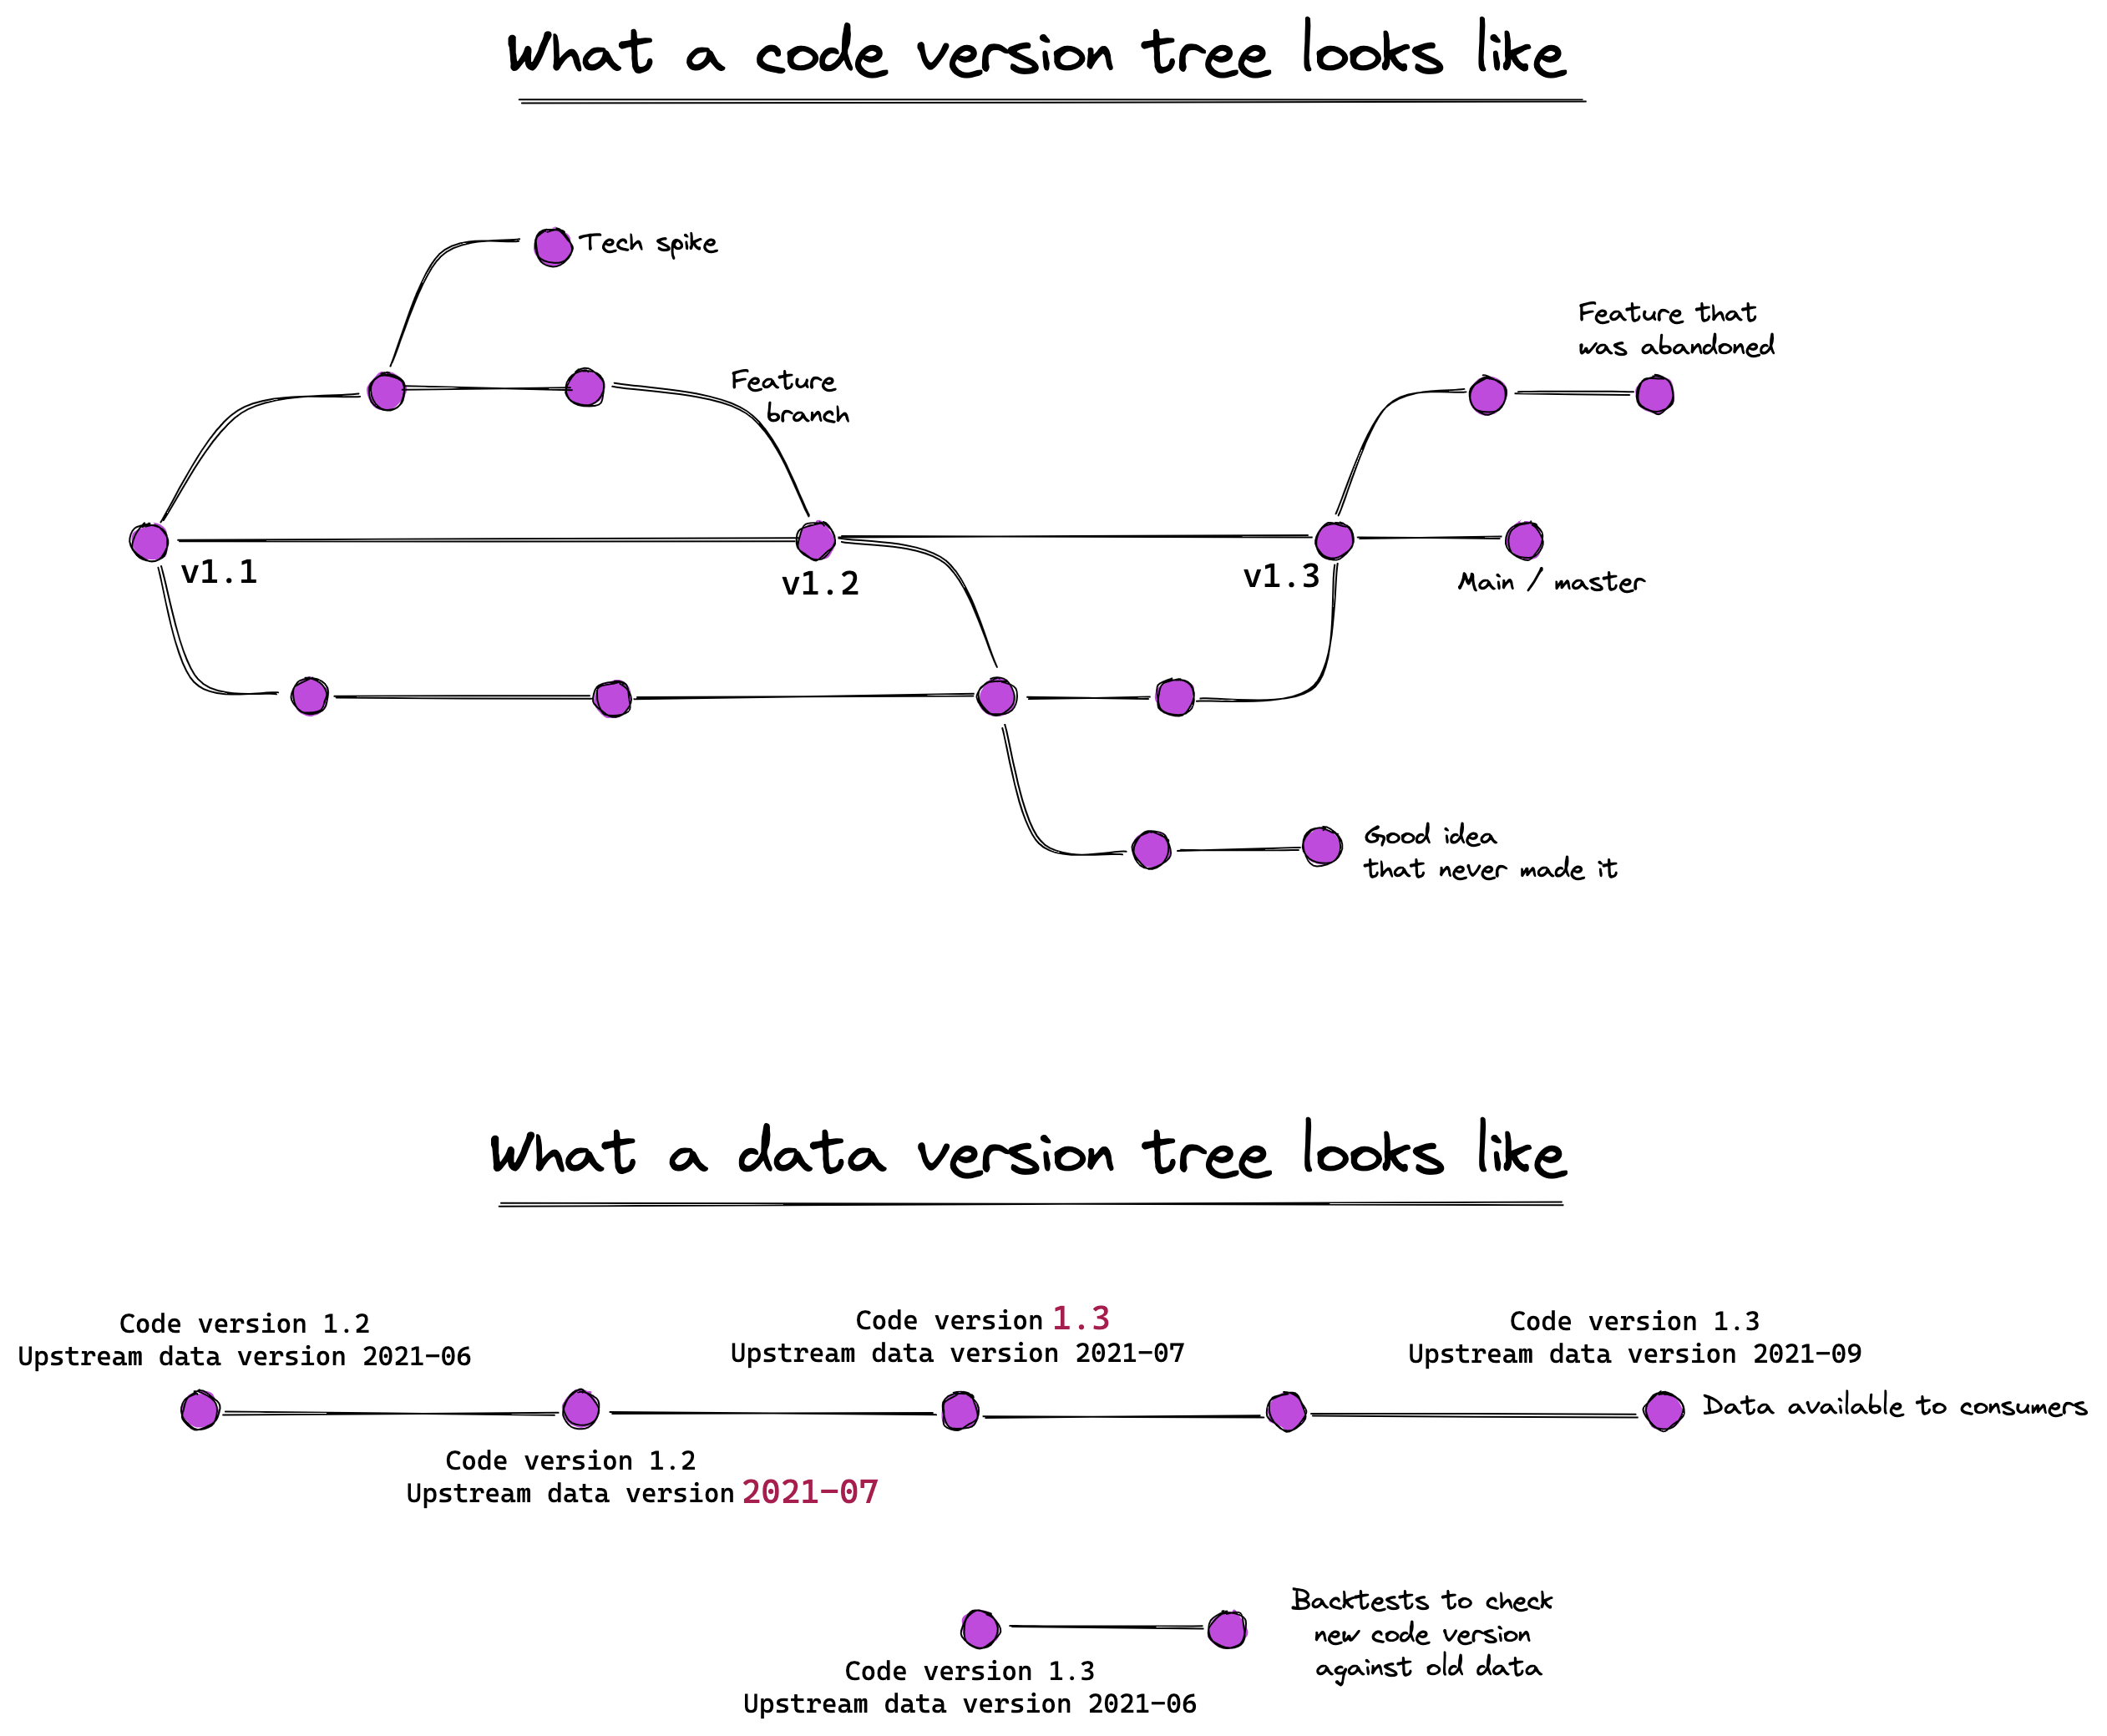 What a code version tree looks like
Tech spike
Feature that
was abandoned
Feature
branch
v1.1
v1.2
v1.3
Main / master
Good idea
that never made it
What a data version tree looks like
Code version 1.2
Upstream data version 2021-06
Code version 1.3
Upstream data version 2021-07
Code version 1.3
Upstream data version 2021-09
Data available to consumers
Code version 1.2
Upstream data version 2021-07
Backtests to check
new code version
against old data
Code version 1.3
Upstream data version 2021-06